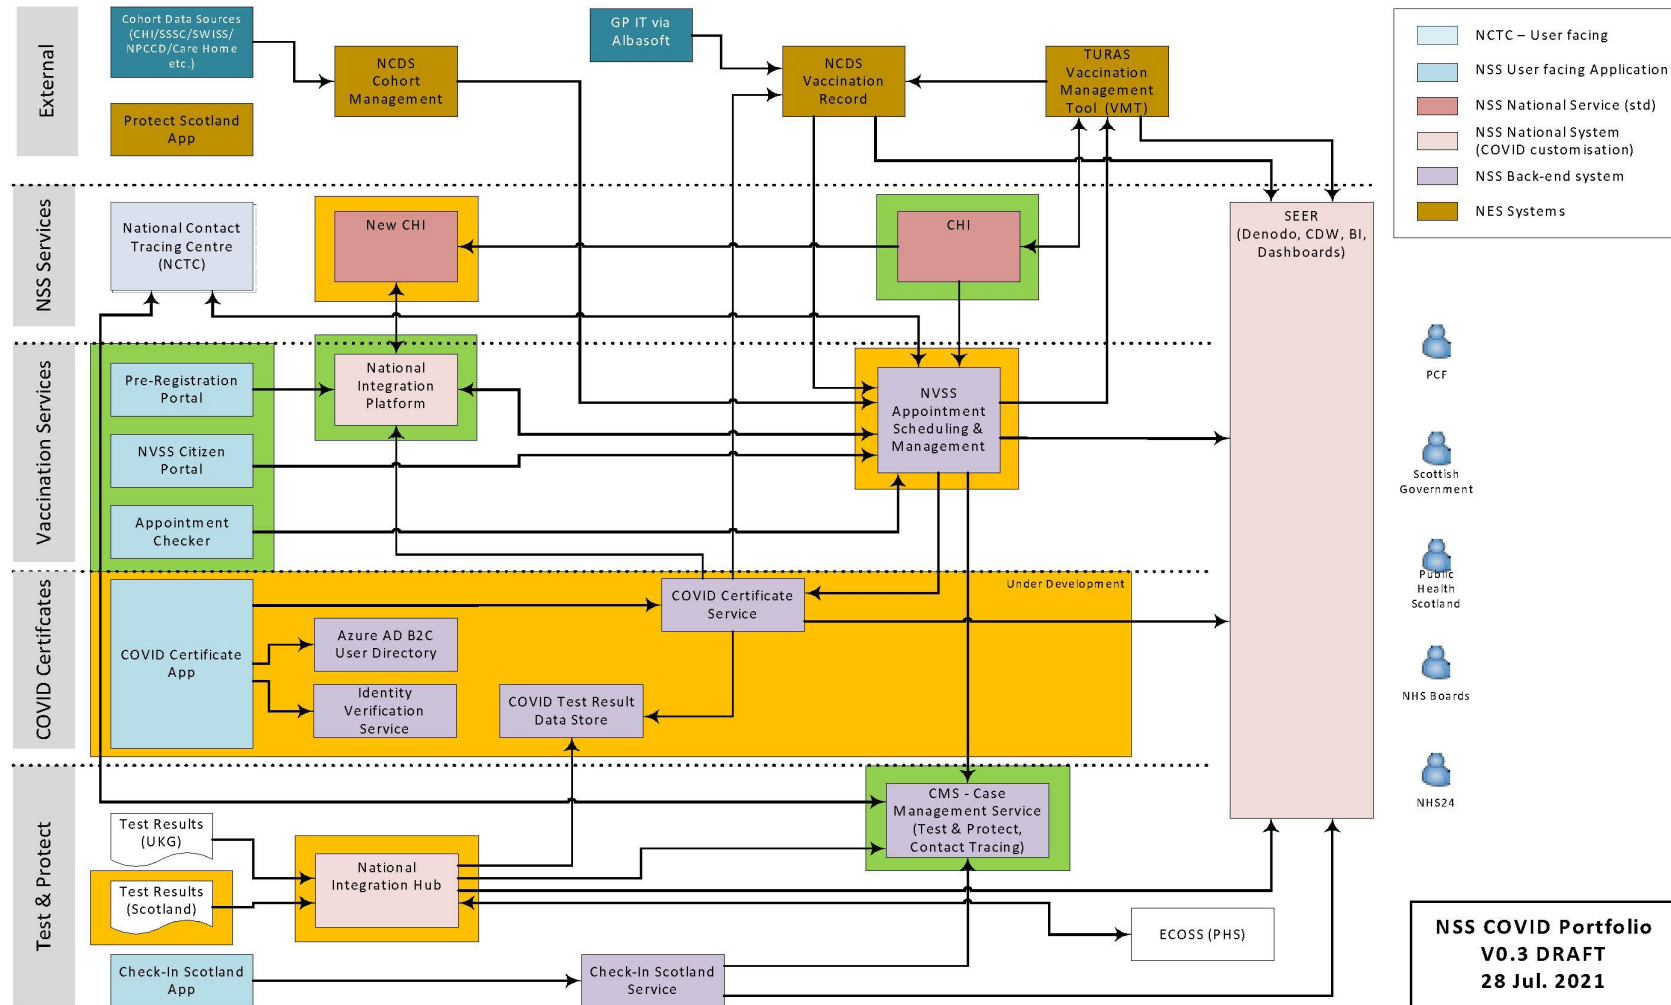 External
Cohort Data Sources
(CHI/SSSC/SWISS/
NPCCD/Care Home
etc.)
Protect Scotland
App
NCDS
Cohort
Management
GP IT via
Albasoft
NCDS
Vaccination
Record
TURAS
Vaccination
Management
Tool (VMT)
NCTC – User facing
NSS User facing Application
NSS National Service (std)
NSS National System
(COVID customisation)
NSS Back-end system
NES Systems
NSS Services
National Contact
Tracing Centre
(NCTC)
New CHI
CHI
SEER
(Denodo, CDW, BI,
Dashboards)
Vaccination Services
Pre-Registration
Portal
NVSS Citizen
Portal
Appointment
Checker
National
Integration
Platform
NVSS
Appointment
Scheduling &
Management
PCF
Scottish
Government
Public
Health
Scotland
NHS Boards
NHS24
COVID Certifcates
Under Development
COVID Certificate
App
Azure AD B2C
User Directory
Identity
Verification
Service
COVID Certificate
Service
COVID Test Result
Data Store
Test & Protect
Test Results
(UKG)
Test Results
(Scotland)
National
Integration Hub
CMS - Case
Management Service
(Test & Protect,
Contact Tracing)
ECOSS (PHS)
Check-In Scotland
App
Check-In Scotland
Service
NSS COVID Portfolio
V0.3 DRAFT
28 Jul. 2021